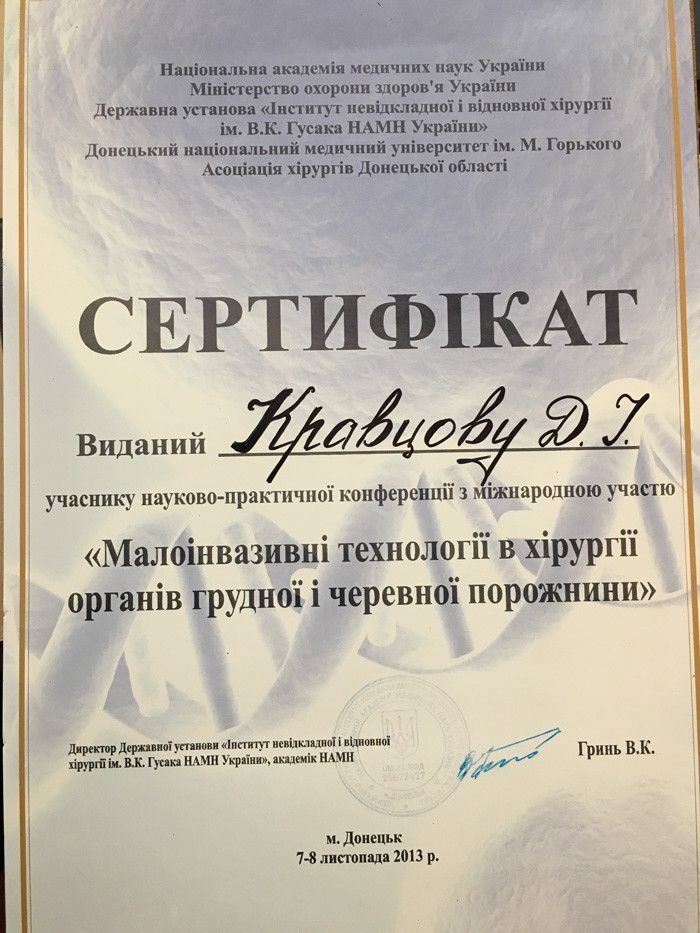 Національна академія медичних наук України
Міністерство охорони здоров'я України
Державна установа «Інститут невідкладної і відновної хірургії
ім. В.К. Гусака НАМН України»
Донецький національний медичний університет ім. М. Горького
Асоціація хірургів Донецької області
СЕРТИФІКАТ
Виданий Кравцову Д. І.
учаснику науково-практичної конференції з міжнародною участю
«Малоінвазивні технології в хірургії
органів грудної і черевної порожнини»
Директор Державної установи «Інститут невідкладної і відновної
хірургії ім. В.К. Гусака НАМН України», академік НАМН
Гринь В.К.
м. Донецьк
7-8 листопада 2013 р.